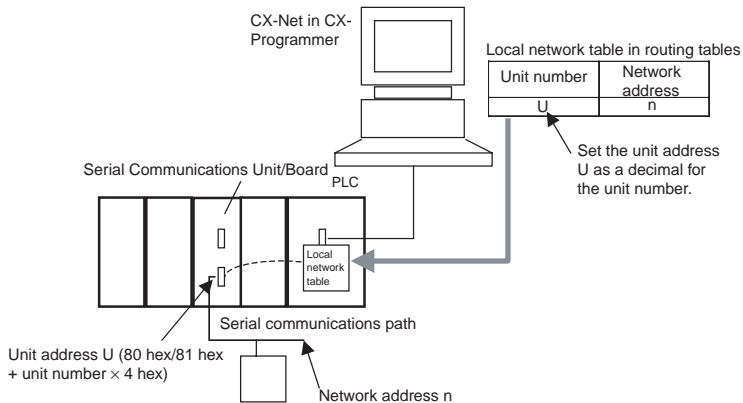 CX-Net in CX-
Programmer
Local network table in routing tables
Unit number
Network
address
U
n
Set the unit address
U as a decimal for
the unit number.
Serial Communications Unit/Board
PLC
Local
network
table
Serial communications path
Unit address U (80 hex/81 hex
+ unit number × 4 hex)
Network address n